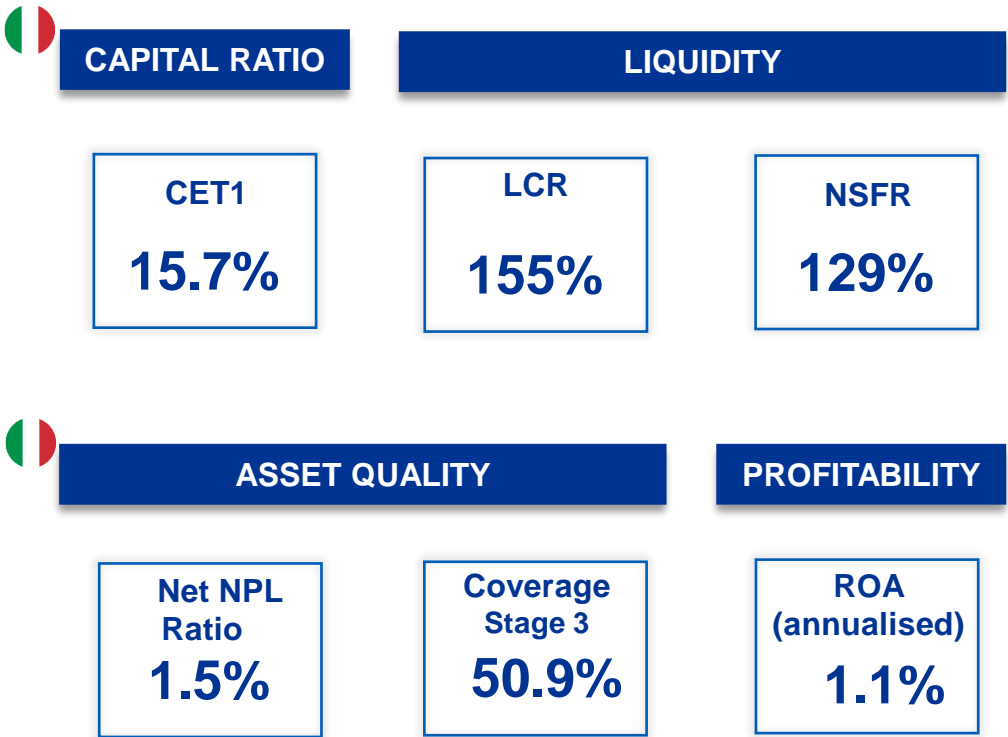 CAPITAL RATIO
LIQUIDITY
CET1
15.7%
LCR
155%
NSFR
129%
ASSET QUALITY
PROFITABILITY
Net NPL
Ratio
1.5%
Coverage
Stage 3
50.9%
ROA
(annualised)
1.1%